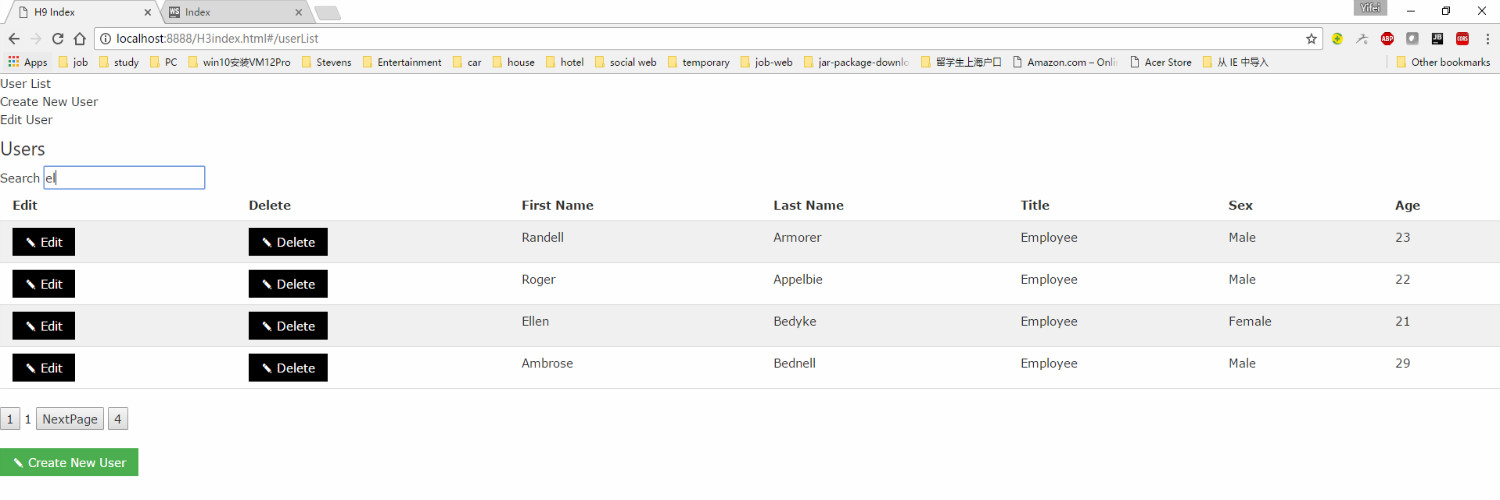 H9 Index
WS Index
Yifei
localhost:8888/H3index.html#/userList
ABP JB CORS
Apps job study PC win10安装VM12Pro Stevens Entertainment car house hotel social web temporary job-web jar-package-downlo 留学生上海户口 Amazon.com – Onlin Acer Store 从 IE 中导入 Other bookmarks
User List
Create New User
Edit User
Users
Search el
Edit Delete First Name Last Name Title Sex Age
Edit Delete Randell Armorer Employee Male 23
Edit Delete Roger Appelbie Employee Male 22
Edit Delete Ellen Bedyke Employee Female 21
Edit Delete Ambrose Bednell Employee Male 29
1 1 NextPage 4
Create New User